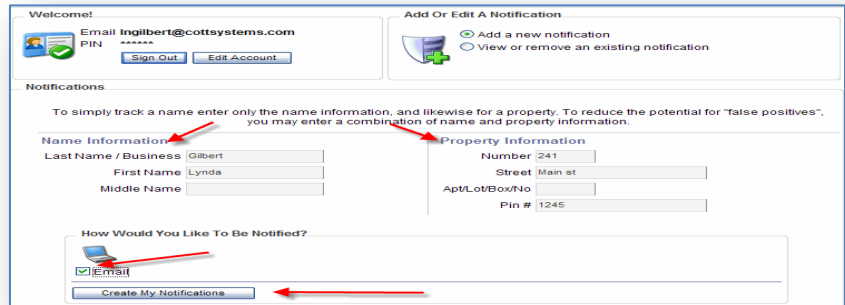 Welcome!
Email lngilbert@cottsystems.com
PIN ******
Sign Out Edit Account
Add Or Edit A Notification
Add a new notification
View or remove an existing notification
Notifications
To simply track a name enter only the name information, and likewise for a property. To reduce the potential for "false positives",
you may enter a combination of name and property information.
Name Information
Last Name / Business Gilbert
First Name Lynda
Middle Name
Property Information
Number 241
Street Main st
Apt/Lot/Box/No
Pin # 1245
How Would You Like To Be Notified?
Email
Create My Notifications